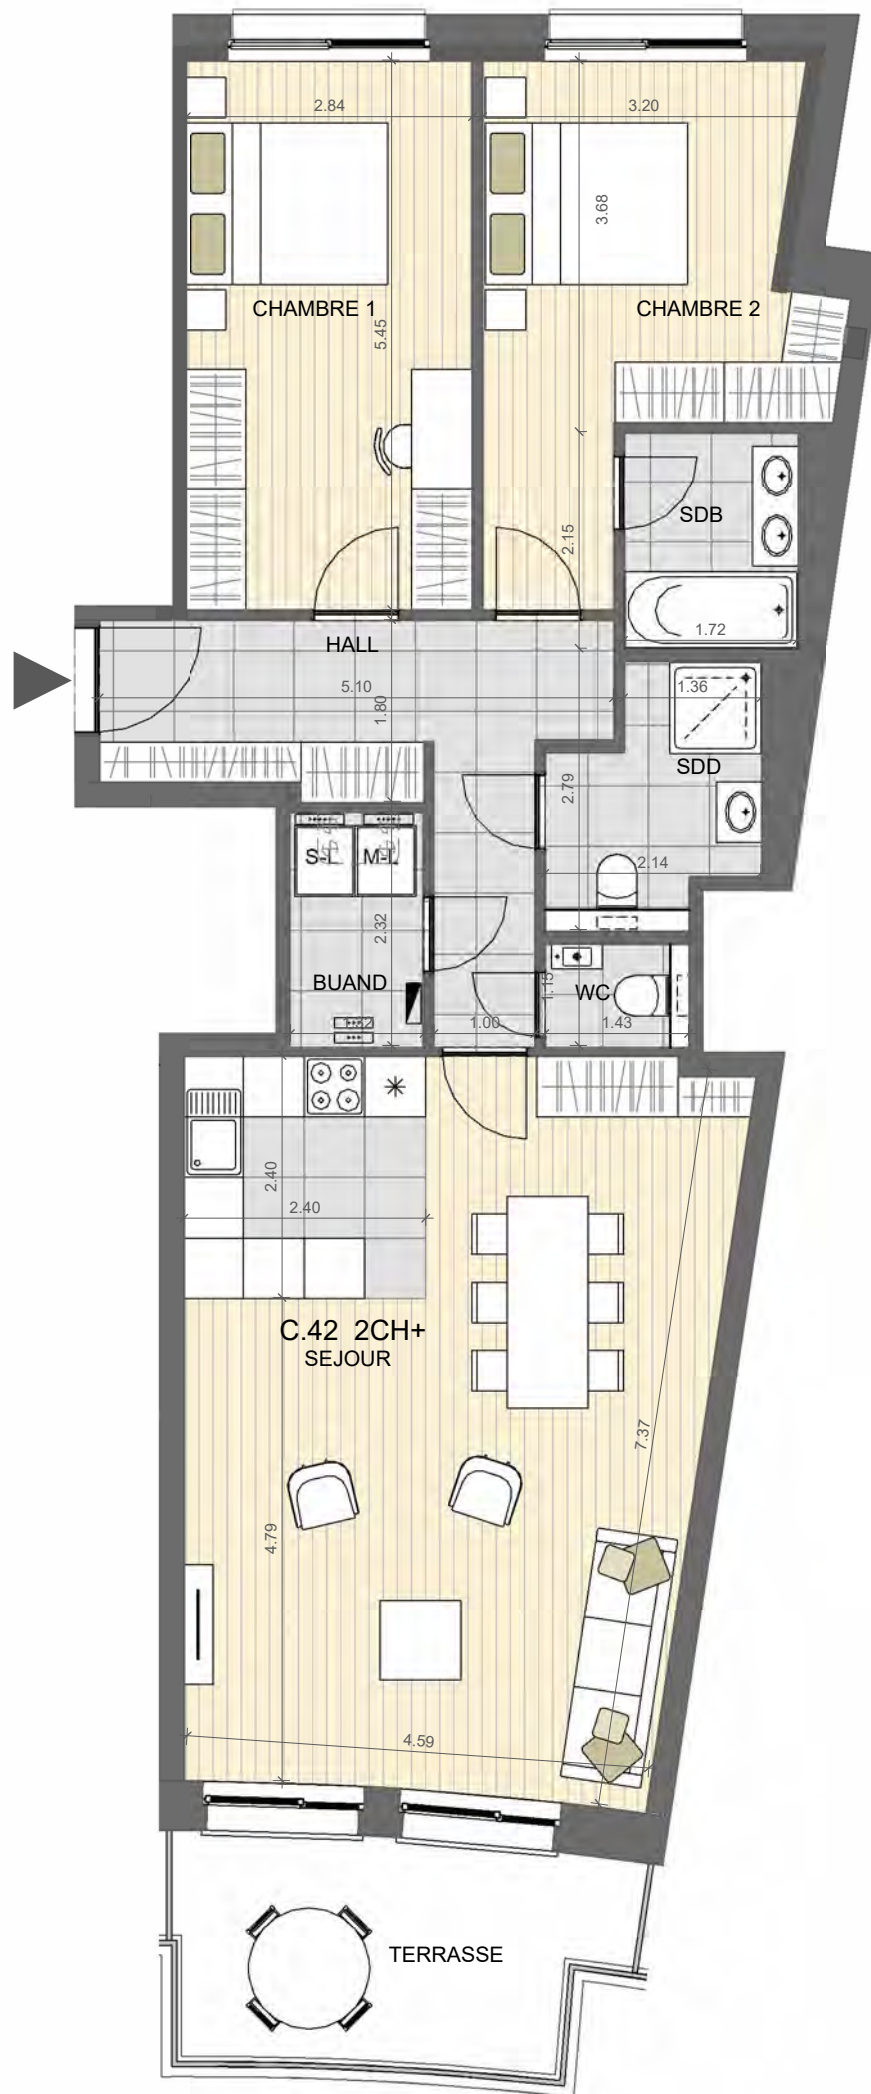 2.84
3.20
3.68
CHAMBRE 1
CHAMBRE 2
5.45
SDB
2.15
1.72
HALL
5.10
1.36
1.80
SDD
2.79
S-L
M-L
2.14
2.32
BUAND
WC
1.15
1.00
1.43
2.40
2.40
C.42 2CH+
SEJOUR
7.37
4.79
4.59
TERRASSE